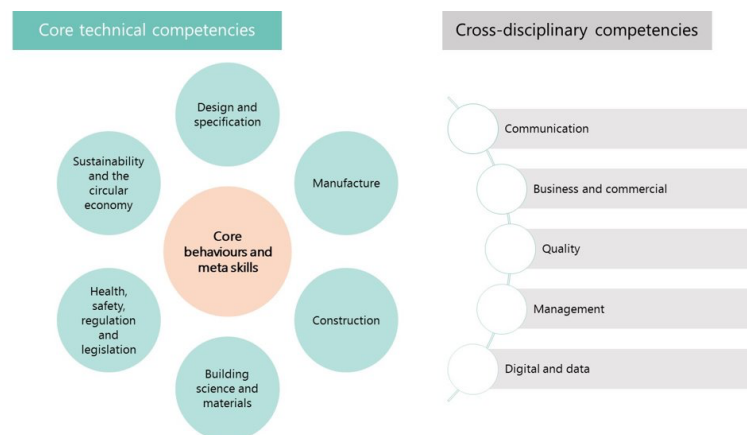 Core technical competencies
Cross-disciplinary competencies
Design and
specification
Sustainability
and the
circular
economy
Manufacture
Core
behaviours and
meta skills
Health,
safety,
regulation
and
legislation
Construction
Building
science and
materials
Communication
Business and commercial
Quality
Management
Digital and data